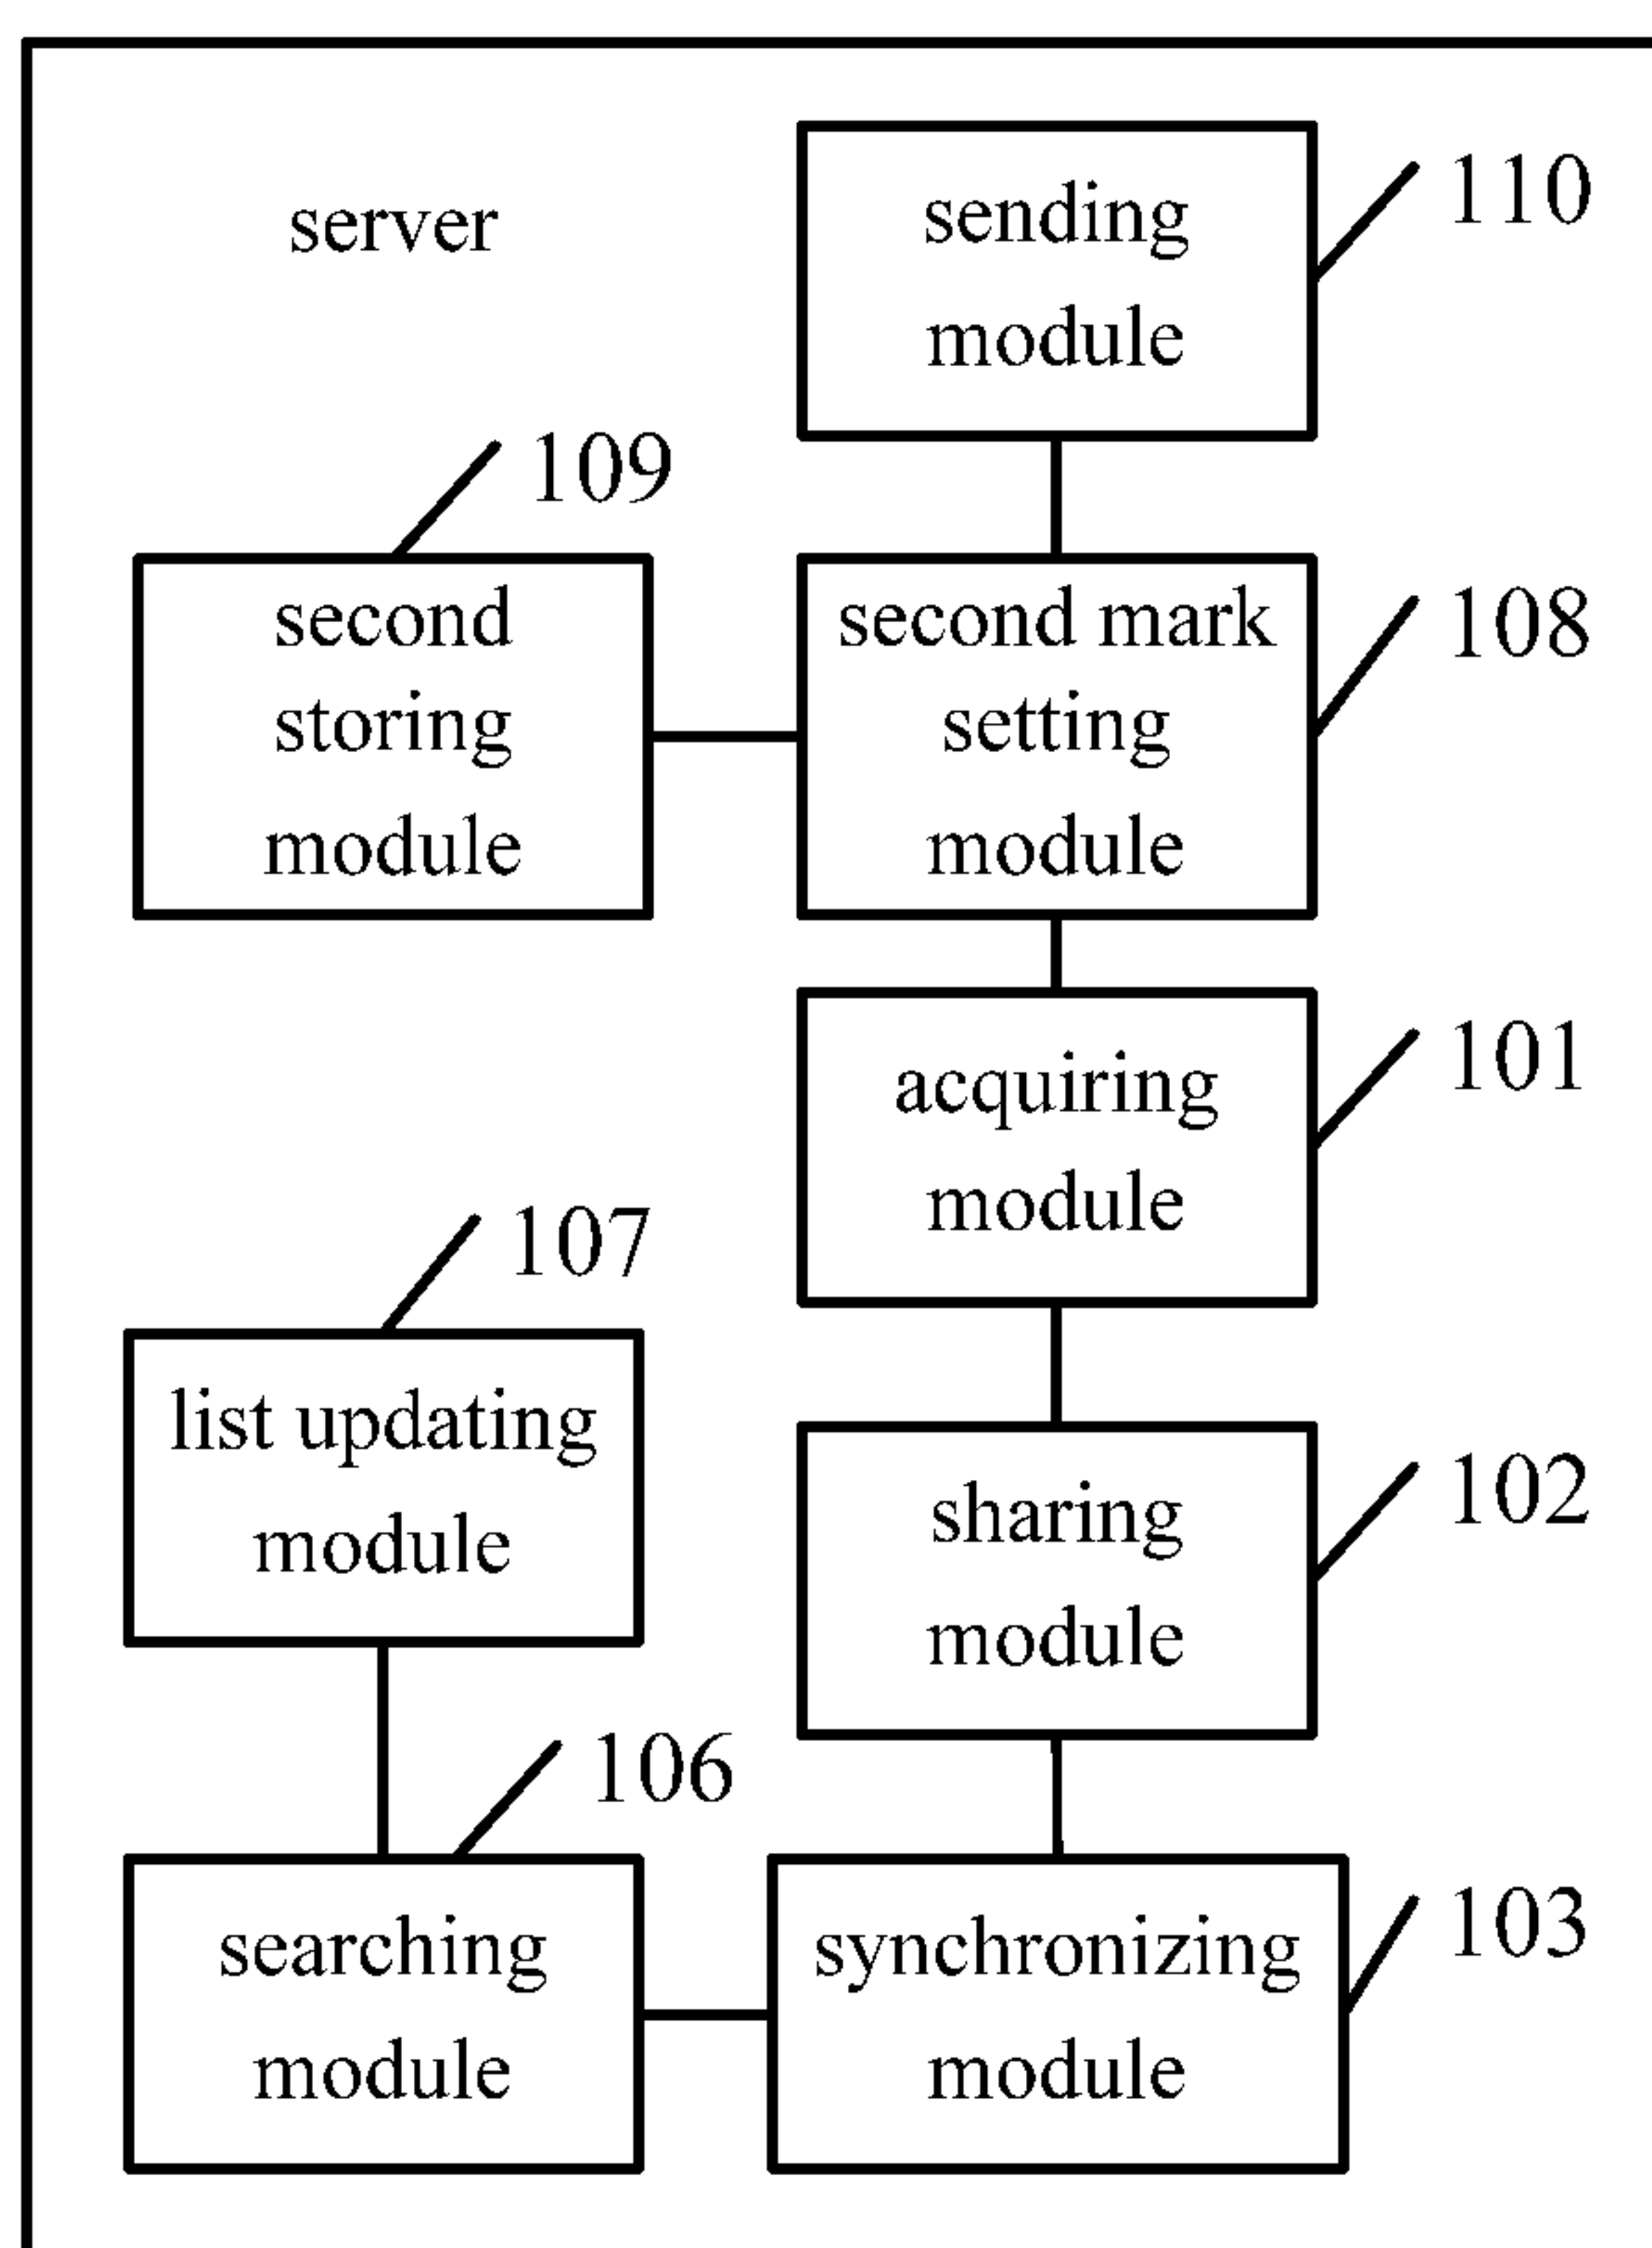 server
sending
module
110
109
second
storing
module
second mark
setting
module
108
acquiring
module
101
107
list updating
module
sharing
module
102
106
searching
module
synchronizing
module
103